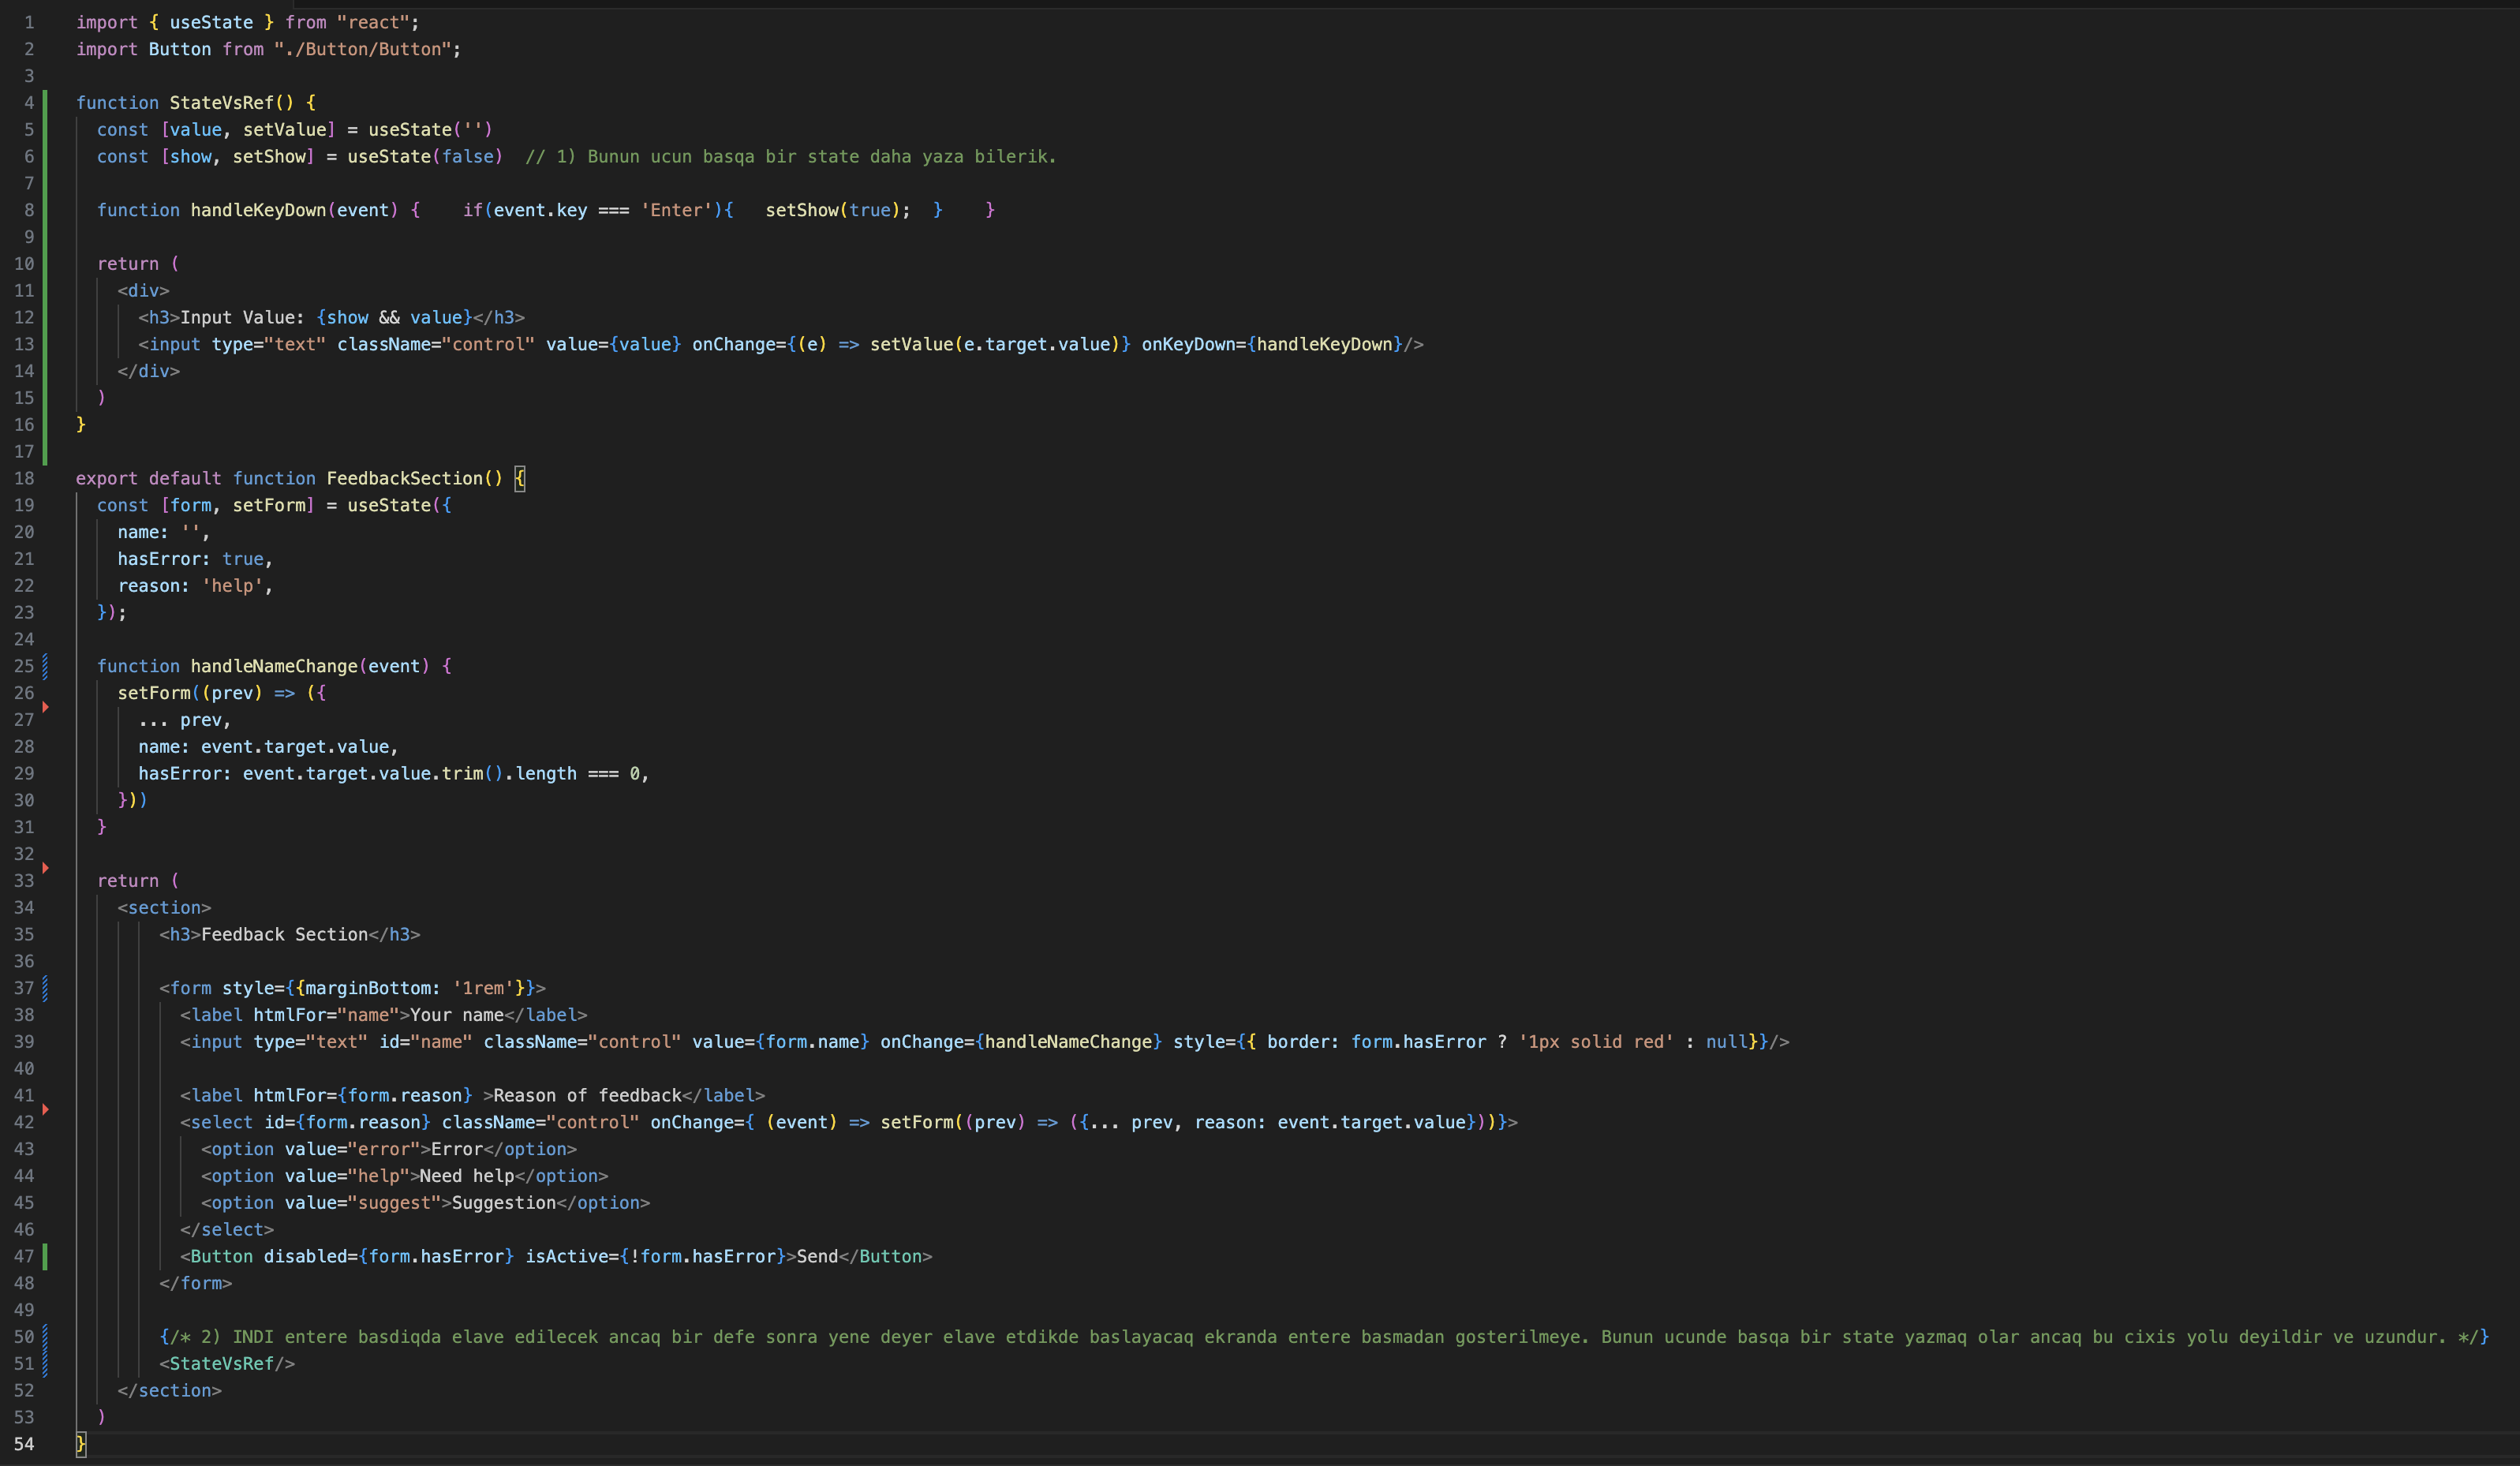 1 import { useState } from "react";
2 import Button from "./Button/Button";
3
4 function StateVsRef() {
5   const [value, setValue] = useState('')
6   const [show, setShow] = useState(false)  // 1) Bunun ucun basqa bir state daha yaza bilerik.
7
8   function handleKeyDown(event) {    if(event.key === 'Enter'){   setShow(true);  }    }
9
10   return (
11     <div>
12       <h3>Input Value: {show && value}</h3>
13       <input type="text" className="control" value={value} onChange={(e) => setValue(e.target.value)} onKeyDown={handleKeyDown}/>
14     </div>
15   )
16 }
17
18 export default function FeedbackSection() {
19   const [form, setForm] = useState({
20     name: '',
21     hasError: true,
22     reason: 'help',
23   });
24
25   function handleNameChange(event) {
26     setForm((prev) => ({
27       ... prev,
28       name: event.target.value,
29       hasError: event.target.value.trim().length === 0,
30     }))
31   }
32
33   return (
34     <section>
35         <h3>Feedback Section</h3>
36
37         <form style={{marginBottom: '1rem'}}>
38           <label htmlFor="name">Your name</label>
39           <input type="text" id="name" className="control" value={form.name} onChange={handleNameChange} style={{ border: form.hasError ? '1px solid red' : null}}/>
40
41           <label htmlFor={form.reason} >Reason of feedback</label>
42           <select id={form.reason} className="control" onChange={ (event) => setForm((prev) => ({... prev, reason: event.target.value}))}>
43             <option value="error">Error</option>
44             <option value="help">Need help</option>
45             <option value="suggest">Suggestion</option>
46           </select>
47           <Button disabled={form.hasError} isActive={!form.hasError}>Send</Button>
48         </form>
49
50         {/* 2) INDI entere basdiqda elave edilecek ancaq bir defe sonra yene deyer elave etdikde baslayacaq ekranda entere basmadan gosterilmeye. Bunun ucunde basqa bir state yazmaq olar ancaq bu cixis yolu deyildir ve uzundur. */}
51         <StateVsRef/>
52     </section>
53   )
54 }